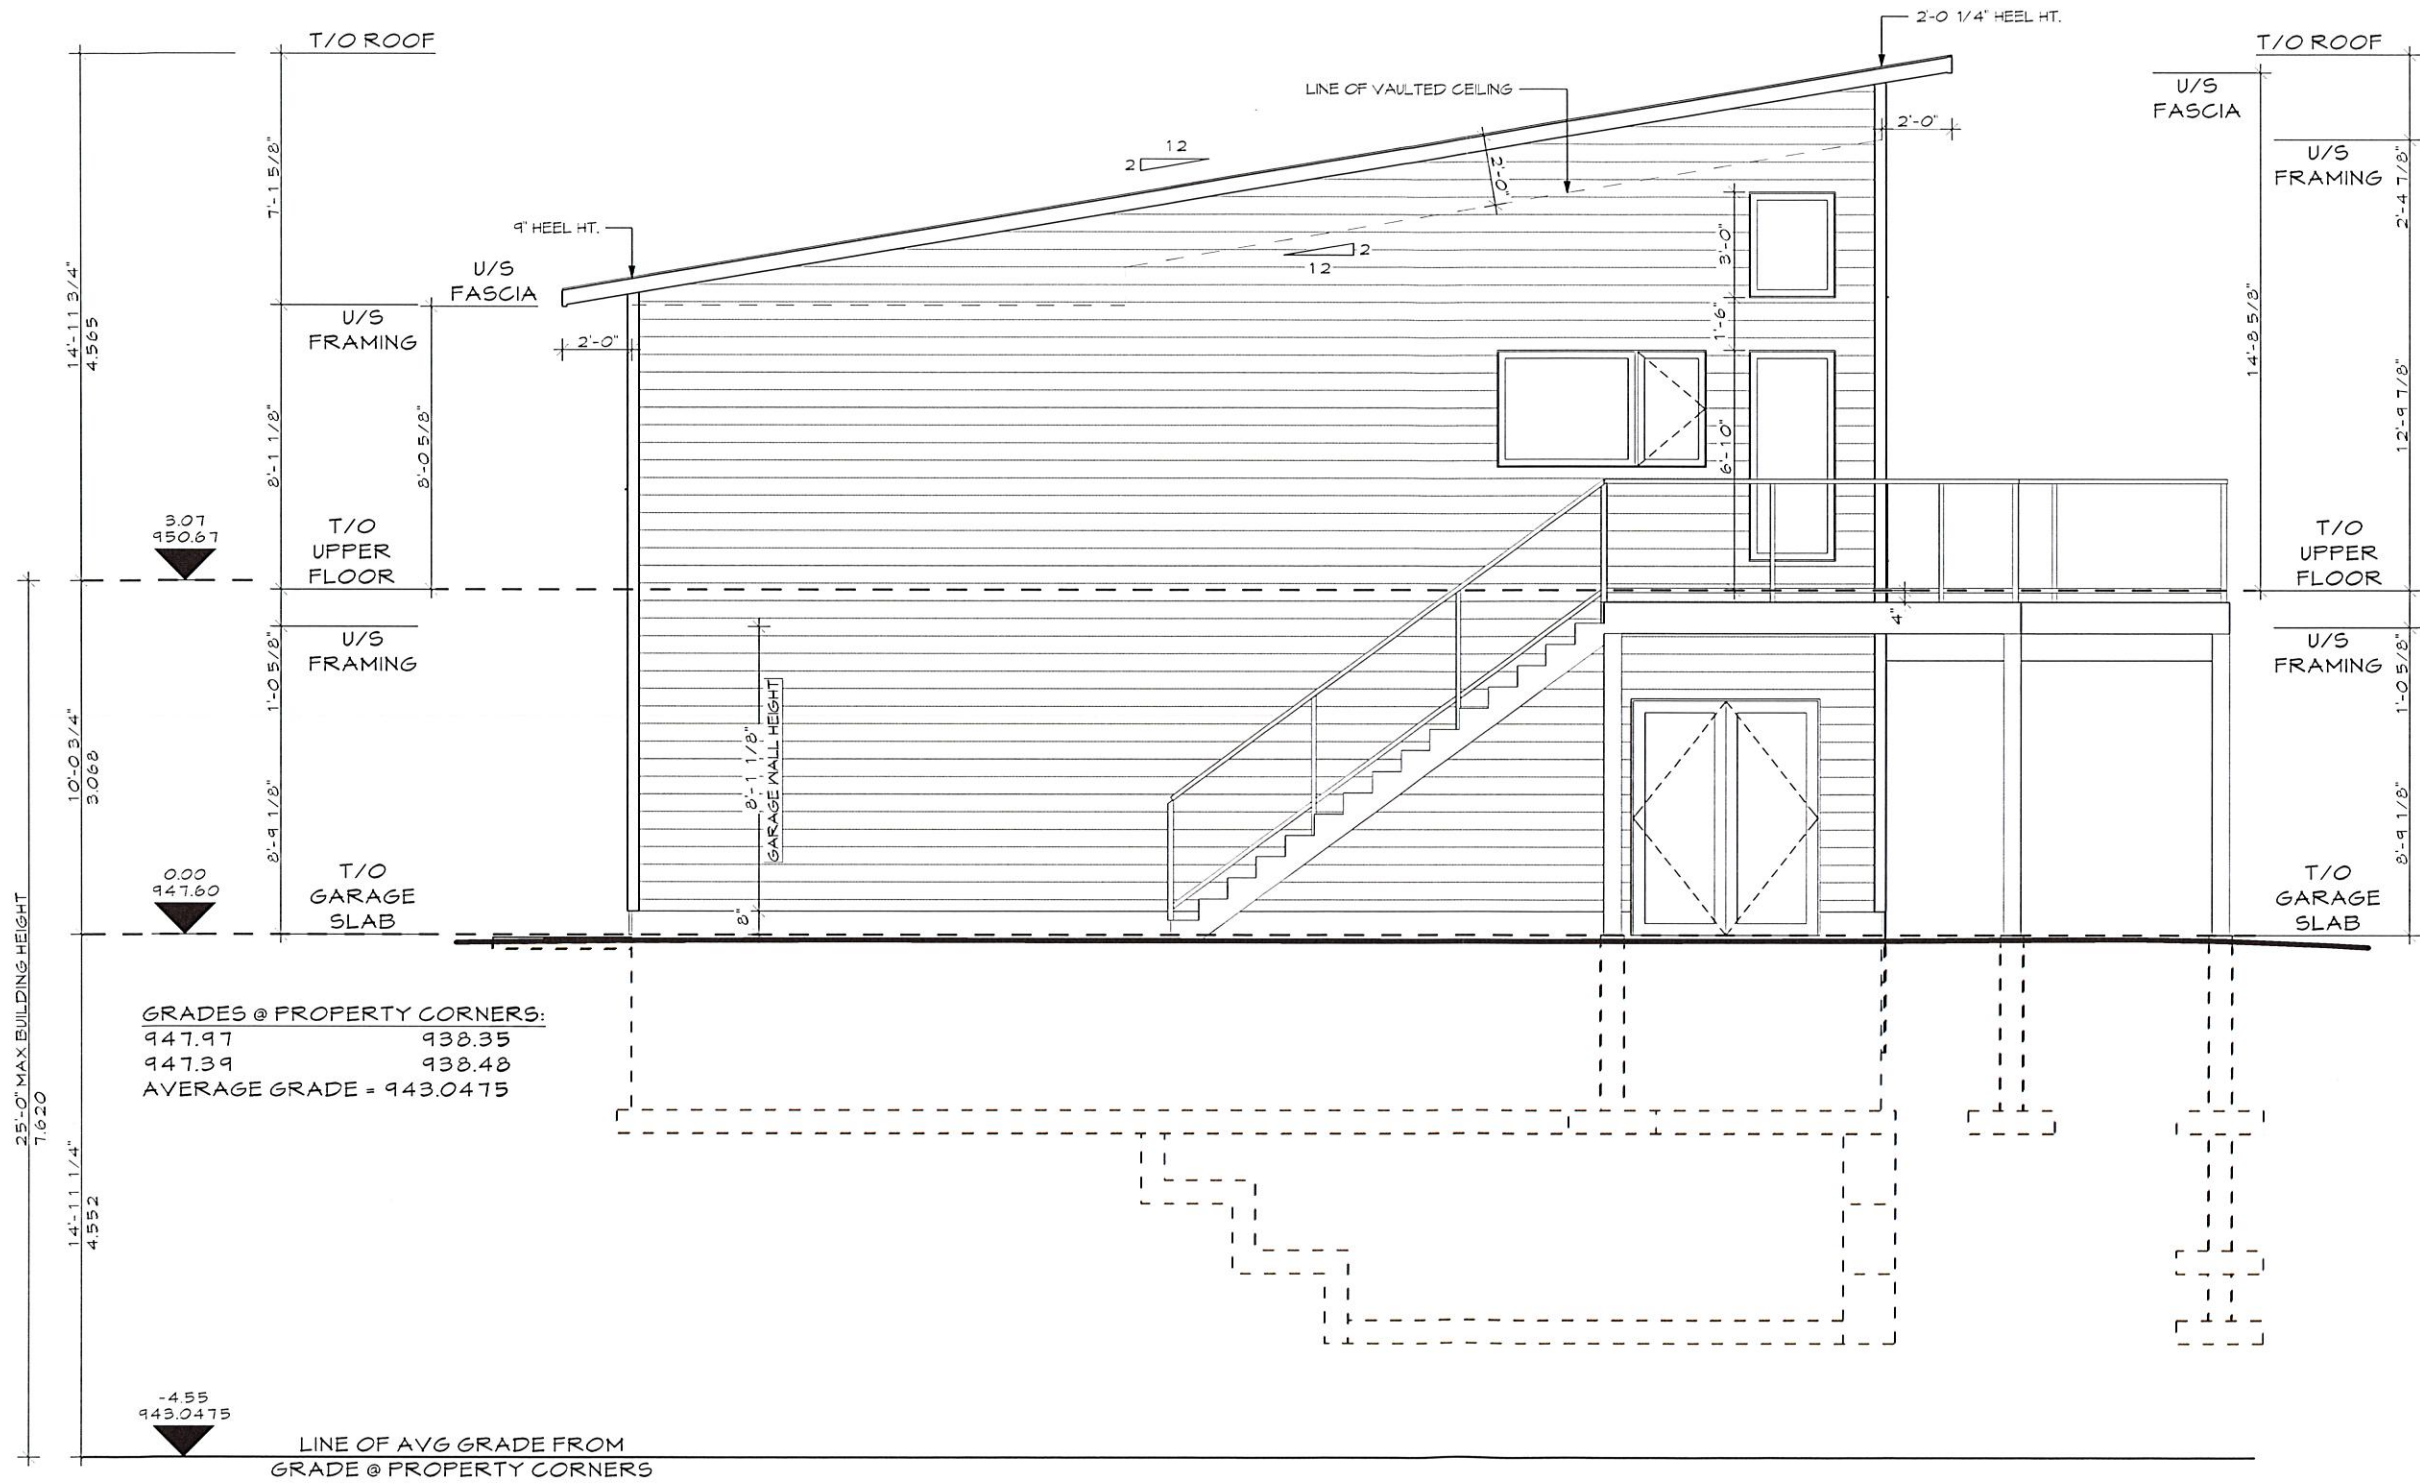 2'-0 1/4" HEEL HT.
T/O ROOF
T/O ROOF
U/S
FASCIA
LINE OF VAULTED CEILING
2'-0"
12
2
2'-0"
U/S
FRAMING
2'-4 7/8"
7'-1 5/8"
9" HEEL HT.
3'-0"
2
12
U/S
FASCIA
14'-11 3/4"
4.565
U/S
FRAMING
2'-0"
1'-6"
14'-8 5/8"
12'-9 7/8"
8'-1 1/8"
8'-0 5/8"
6'-10"
3.07
950.67
T/O
UPPER
FLOOR
T/O
UPPER
FLOOR
4"
U/S
FRAMING
U/S
FRAMING
1'-0 5/8"
1'-0 5/8"
10'-0 3/4"
3.068
8'-9 1/8"
8'-1 1/8"
GARAGE WALL HEIGHT
8'-9 1/8"
0.00
947.60
T/O
GARAGE
SLAB
8"
T/O
GARAGE
SLAB
25'-0" MAX BUILDING HEIGHT
7.620
GRADES @ PROPERTY CORNERS:
947.97 938.35
947.39 938.48
AVERAGE GRADE = 943.0475
14'-11 1/4"
4.552
-4.55
943.0475
LINE OF AVG GRADE FROM
GRADE @ PROPERTY CORNERS